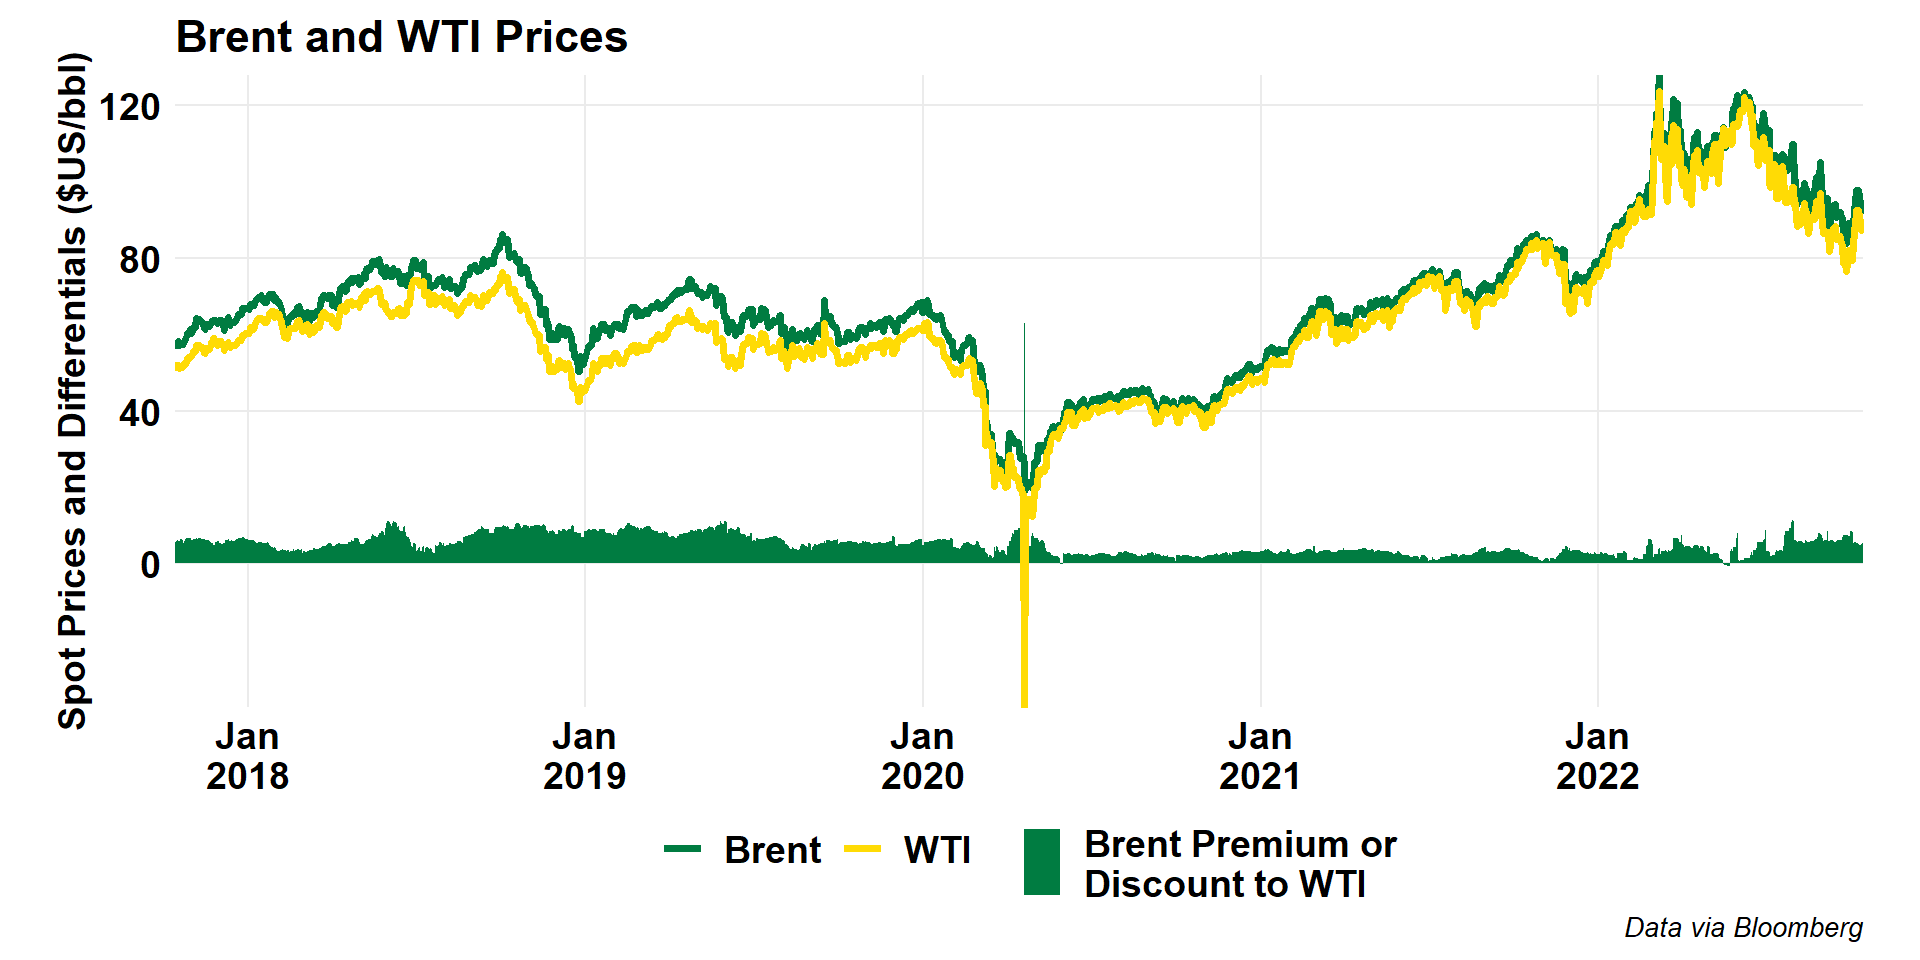 Brent and WTI Prices
Spot Prices and Differentials ($US/bbl)
120
80
40
0
Jan
2018
Jan
2019
Jan
2020
Jan
2021
Jan
2022
Brent
WTI
Brent Premium or
Discount to WTI
Data via Bloomberg